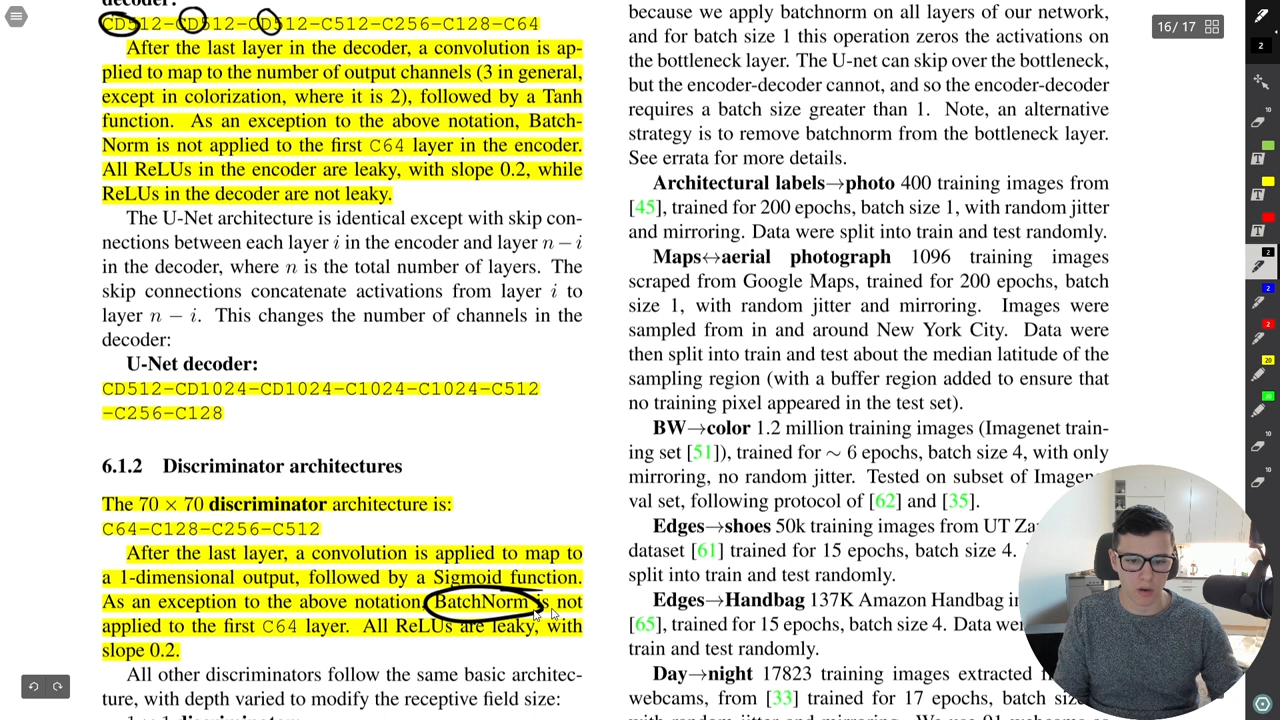 decoder:
CD512-CD512-CD512-C512-C256-C128-C64
After the last layer in the decoder, a convolution is ap-
plied to map to the number of output channels (3 in general,
except in colorization, where it is 2), followed by a Tanh
function. As an exception to the above notation, Batch-
Norm is not applied to the first C64 layer in the encoder.
All ReLUs in the encoder are leaky, with slope 0.2, while
ReLUs in the decoder are not leaky.
The U-Net architecture is identical except with skip con-
nections between each layer i in the encoder and layer n − i
in the decoder, where n is the total number of layers. The
skip connections concatenate activations from layer i to
layer n − i. This changes the number of channels in the
decoder:
U-Net decoder:
CD512-CD1024-CD1024-C1024-C1024-C512
-C256-C128
6.1.2 Discriminator architectures
The 70 × 70 discriminator architecture is:
C64-C128-C256-C512
After the last layer, a convolution is applied to map to
a 1-dimensional output, followed by a Sigmoid function.
As an exception to the above notation, BatchNorm is not
applied to the first C64 layer. All ReLUs are leaky, with
slope 0.2.
All other discriminators follow the same basic architec-
ture, with depth varied to modify the receptive field size:
because we apply batchnorm on all layers of our network,
and for batch size 1 this operation zeros the activations on
the bottleneck layer. The U-net can skip over the bottleneck,
but the encoder-decoder cannot, and so the encoder-decoder
requires a batch size greater than 1. Note, an alternative
strategy is to remove batchnorm from the bottleneck layer.
See errata for more details.
Architectural labels→photo 400 training images from
[45], trained for 200 epochs, batch size 1, with random jitter
and mirroring. Data were split into train and test randomly.
Maps↔aerial photograph 1096 training images
scraped from Google Maps, trained for 200 epochs, batch
size 1, with random jitter and mirroring. Images were
sampled from in and around New York City. Data were
then split into train and test about the median latitude of the
sampling region (with a buffer region added to ensure that
no training pixel appeared in the test set).
BW→color 1.2 million training images (Imagenet train-
ing set [51]), trained for ∼ 6 epochs, batch size 4, with only
mirroring, no random jitter. Tested on subset of Imagen
val set, following protocol of [62] and [35].
Edges→shoes 50k training images from UT Za
dataset [61] trained for 15 epochs, batch size 4.
split into train and test randomly.
Edges→Handbag 137K Amazon Handbag
[65], trained for 15 epochs, batch size 4. Data
train and test randomly.
Day→night 17823 training images extracted
webcams, from [33] trained for 17 epochs, batch
16 / 17